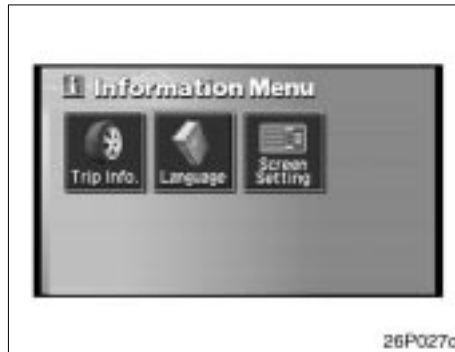 i Information Menu
Trip Info.
Language
Screen
Setting
26P027c